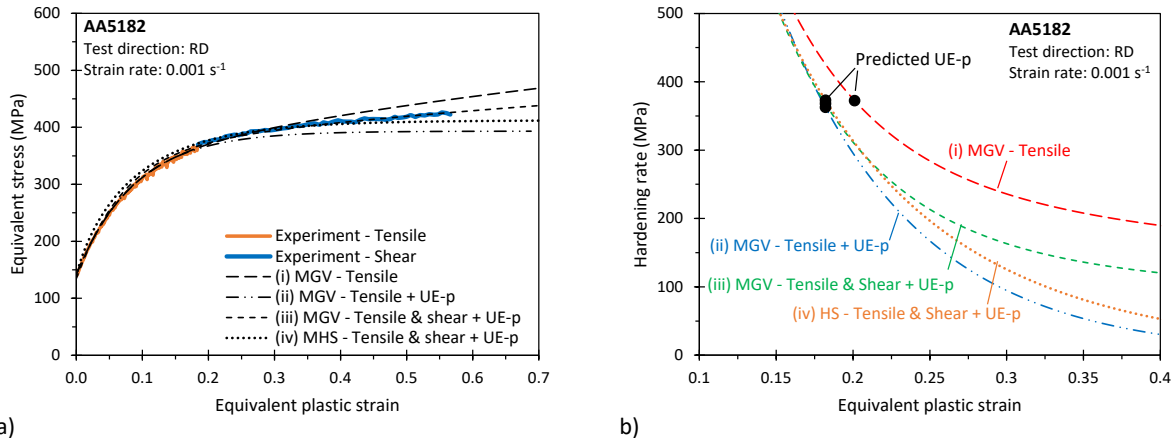 AA5182
Test direction: RD
Strain rate: 0.001 s⁻¹
600
500
400
300
200
100
0
Equivalent stress (MPa)
Experiment - Tensile
Experiment - Shear
(i) MGV - Tensile
(ii) MGV - Tensile + UE-p
(iii) MGV - Tensile & shear + UE-p
(iv) MHS - Tensile & shear + UE-p
0.0 0.1 0.2 0.3 0.4 0.5 0.6 0.7
Equivalent plastic strain
a)
AA5182
Test direction: RD
Strain rate: 0.001 s⁻¹
500
400
300
200
100
0
Hardening rate (MPa)
Predicted UE-p
(i) MGV - Tensile
(ii) MGV - Tensile + UE-p
(iii) MGV - Tensile & Shear + UE-p
(iv) HS - Tensile & Shear + UE-p
0.1 0.15 0.2 0.25 0.3 0.35 0.4
Equivalent plastic strain
b)